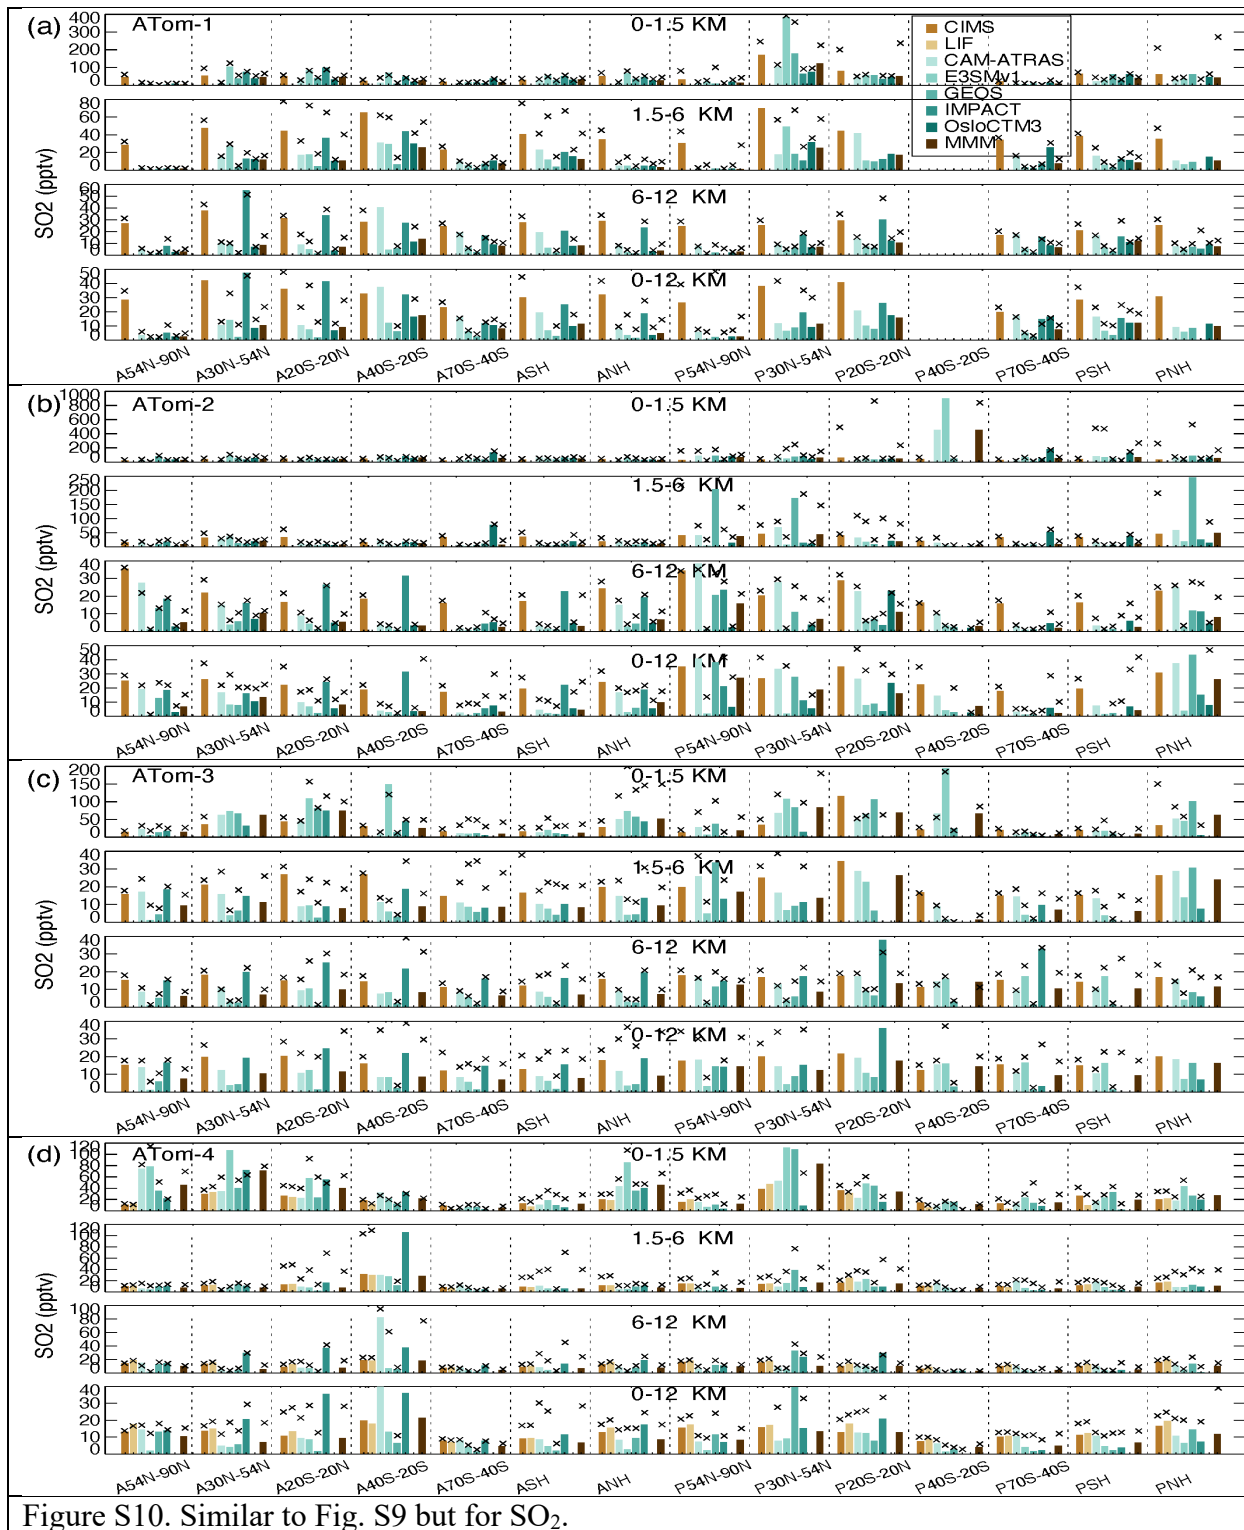 (a) ATom-1 0-1.5 KM
CIMS
LIF
CAM-ATRAS
E3SMv1
GEOS
IMPACT
OsloCTM3
MMM
400
300
200
100
0
1.5-6 KM
80
60
40
20
0
SO2 (pptv)
6-12 KM
60
50
40
30
20
10
0
0-12 KM
50
40
30
20
10
0
A54N-90N A30N-54N A20S-20N A40S-20S A70S-40S ASH ANH P54N-90N P30N-54N P20S-20N P40S-20S P70S-40S PSH PNH
(b) ATom-2 0-1.5 KM
1000
800
600
400
200
0
1.5-6 KM
250
200
150
100
50
0
SO2 (pptv)
6-12 KM
40
30
20
10
0
0-12 KM
50
40
30
20
10
0
A54N-90N A30N-54N A20S-20N A40S-20S A70S-40S ASH ANH P54N-90N P30N-54N P20S-20N P40S-20S P70S-40S PSH PNH
(c) ATom-3 0-1.5 KM
200
150
100
50
0
1.5-6 KM
40
30
20
10
0
SO2 (pptv)
6-12 KM
40
30
20
10
0
0-12 KM
40
30
20
10
0
A54N-90N A30N-54N A20S-20N A40S-20S A70S-40S ASH ANH P54N-90N P30N-54N P20S-20N P40S-20S P70S-40S PSH PNH
(d) ATom-4 0-1.5 KM
120
100
80
60
40
20
0
1.5-6 KM
120
100
80
60
40
20
0
SO2 (pptv)
6-12 KM
100
80
60
40
20
0
0-12 KM
40
30
20
10
0
A54N-90N A30N-54N A20S-20N A40S-20S A70S-40S ASH ANH P54N-90N P30N-54N P20S-20N P40S-20S P70S-40S PSH PNH
Figure S10. Similar to Fig. S9 but for SO₂.